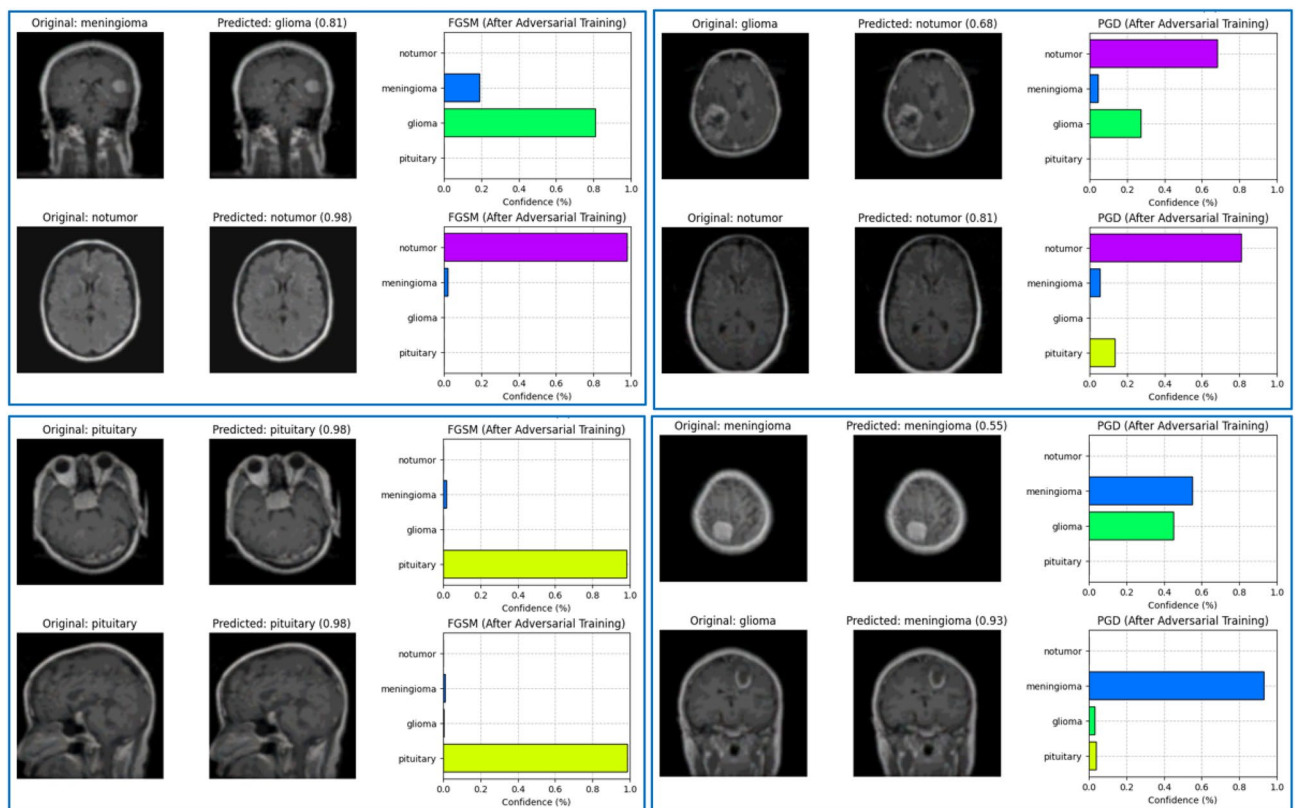 Original: meningioma
Predicted: glioma (0.81)
FGSM (After Adversarial Training)
notumor
meningioma
glioma
pituitary
0.0 0.2 0.4 0.6 0.8 1.0
Confidence (%)
Original: notumor
Predicted: notumor (0.98)
FGSM (After Adversarial Training)
notumor
meningioma
glioma
pituitary
0.0 0.2 0.4 0.6 0.8 1.0
Confidence (%)
Original: glioma
Predicted: notumor (0.68)
PGD (After Adversarial Training)
notumor
meningioma
glioma
pituitary
0.0 0.2 0.4 0.6 0.8 1.0
Confidence (%)
Original: notumor
Predicted: notumor (0.81)
PGD (After Adversarial Training)
notumor
meningioma
glioma
pituitary
0.0 0.2 0.4 0.6 0.8 1.0
Confidence (%)
Original: pituitary
Predicted: pituitary (0.98)
FGSM (After Adversarial Training)
notumor
meningioma
glioma
pituitary
0.0 0.2 0.4 0.6 0.8 1.0
Confidence (%)
Original: pituitary
Predicted: pituitary (0.98)
FGSM (After Adversarial Training)
notumor
meningioma
glioma
pituitary
0.0 0.2 0.4 0.6 0.8 1.0
Confidence (%)
Original: meningioma
Predicted: meningioma (0.55)
PGD (After Adversarial Training)
notumor
meningioma
glioma
pituitary
0.0 0.2 0.4 0.6 0.8 1.0
Confidence (%)
Original: glioma
Predicted: meningioma (0.93)
PGD (After Adversarial Training)
notumor
meningioma
glioma
pituitary
0.0 0.2 0.4 0.6 0.8 1.0
Confidence (%)